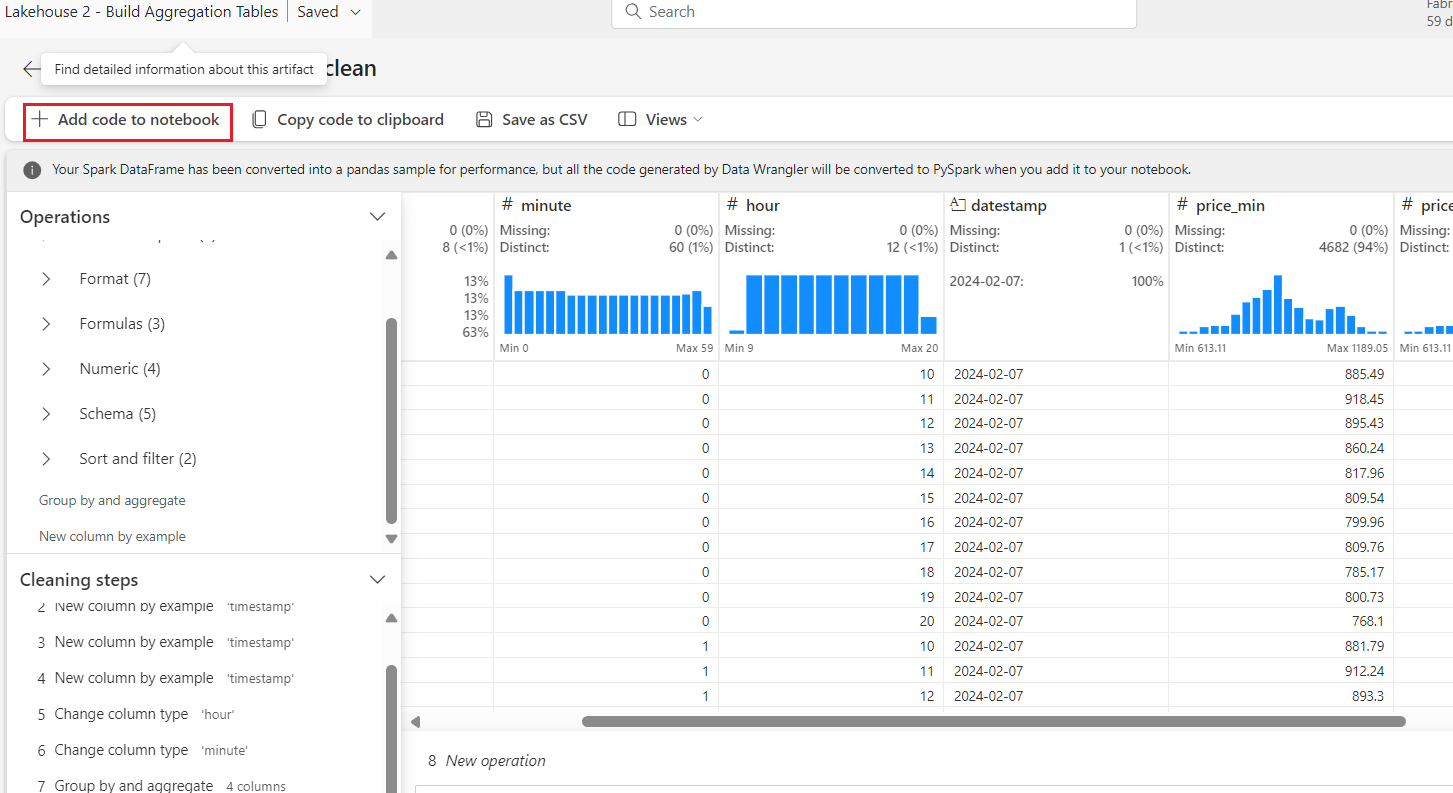 Lakehouse 2 - Build Aggregation Tables Saved
Search
59 d
Find detailed information about this artifact
clean
Add code to notebook Copy code to clipboard Save as CSV Views
Your Spark DataFrame has been converted into a pandas sample for performance, but all the code generated by Data Wrangler will be converted to PySpark when you add it to your notebook.
Operations
Format (7)
Formulas (3)
Numeric (4)
Schema (5)
Sort and filter (2)
Group by and aggregate
New column by example
Cleaning steps
2 New column by example 'timestamp'
3 New column by example 'timestamp'
4 New column by example 'timestamp'
5 Change column type 'hour'
6 Change column type 'minute'
7 Group by and aggregate 4 columns
# minute # hour datestamp # price_min # price
0 (0%) Missing: 0 (0%) Missing: 0 (0%) Missing: 0 (0%) Missing: 0 (0%) Missing:
8 (<1%) Distinct: 60 (1%) Distinct: 12 (<1%) Distinct: 1 (<1%) Distinct: 4682 (94%) Distinct:
13% 2024-02-07: 100%
13%
13%
63%
Min 0 Max 59 Min 9 Max 20 Min 613.11 Max 1189.05 Min 613.11
0 10 2024-02-07 885.49
0 11 2024-02-07 918.45
0 12 2024-02-07 895.43
0 13 2024-02-07 860.24
0 14 2024-02-07 817.96
0 15 2024-02-07 809.54
0 16 2024-02-07 799.96
0 17 2024-02-07 809.76
0 18 2024-02-07 785.17
0 19 2024-02-07 800.73
0 20 2024-02-07 768.1
1 10 2024-02-07 881.79
1 11 2024-02-07 912.24
1 12 2024-02-07 893.3
8 New operation